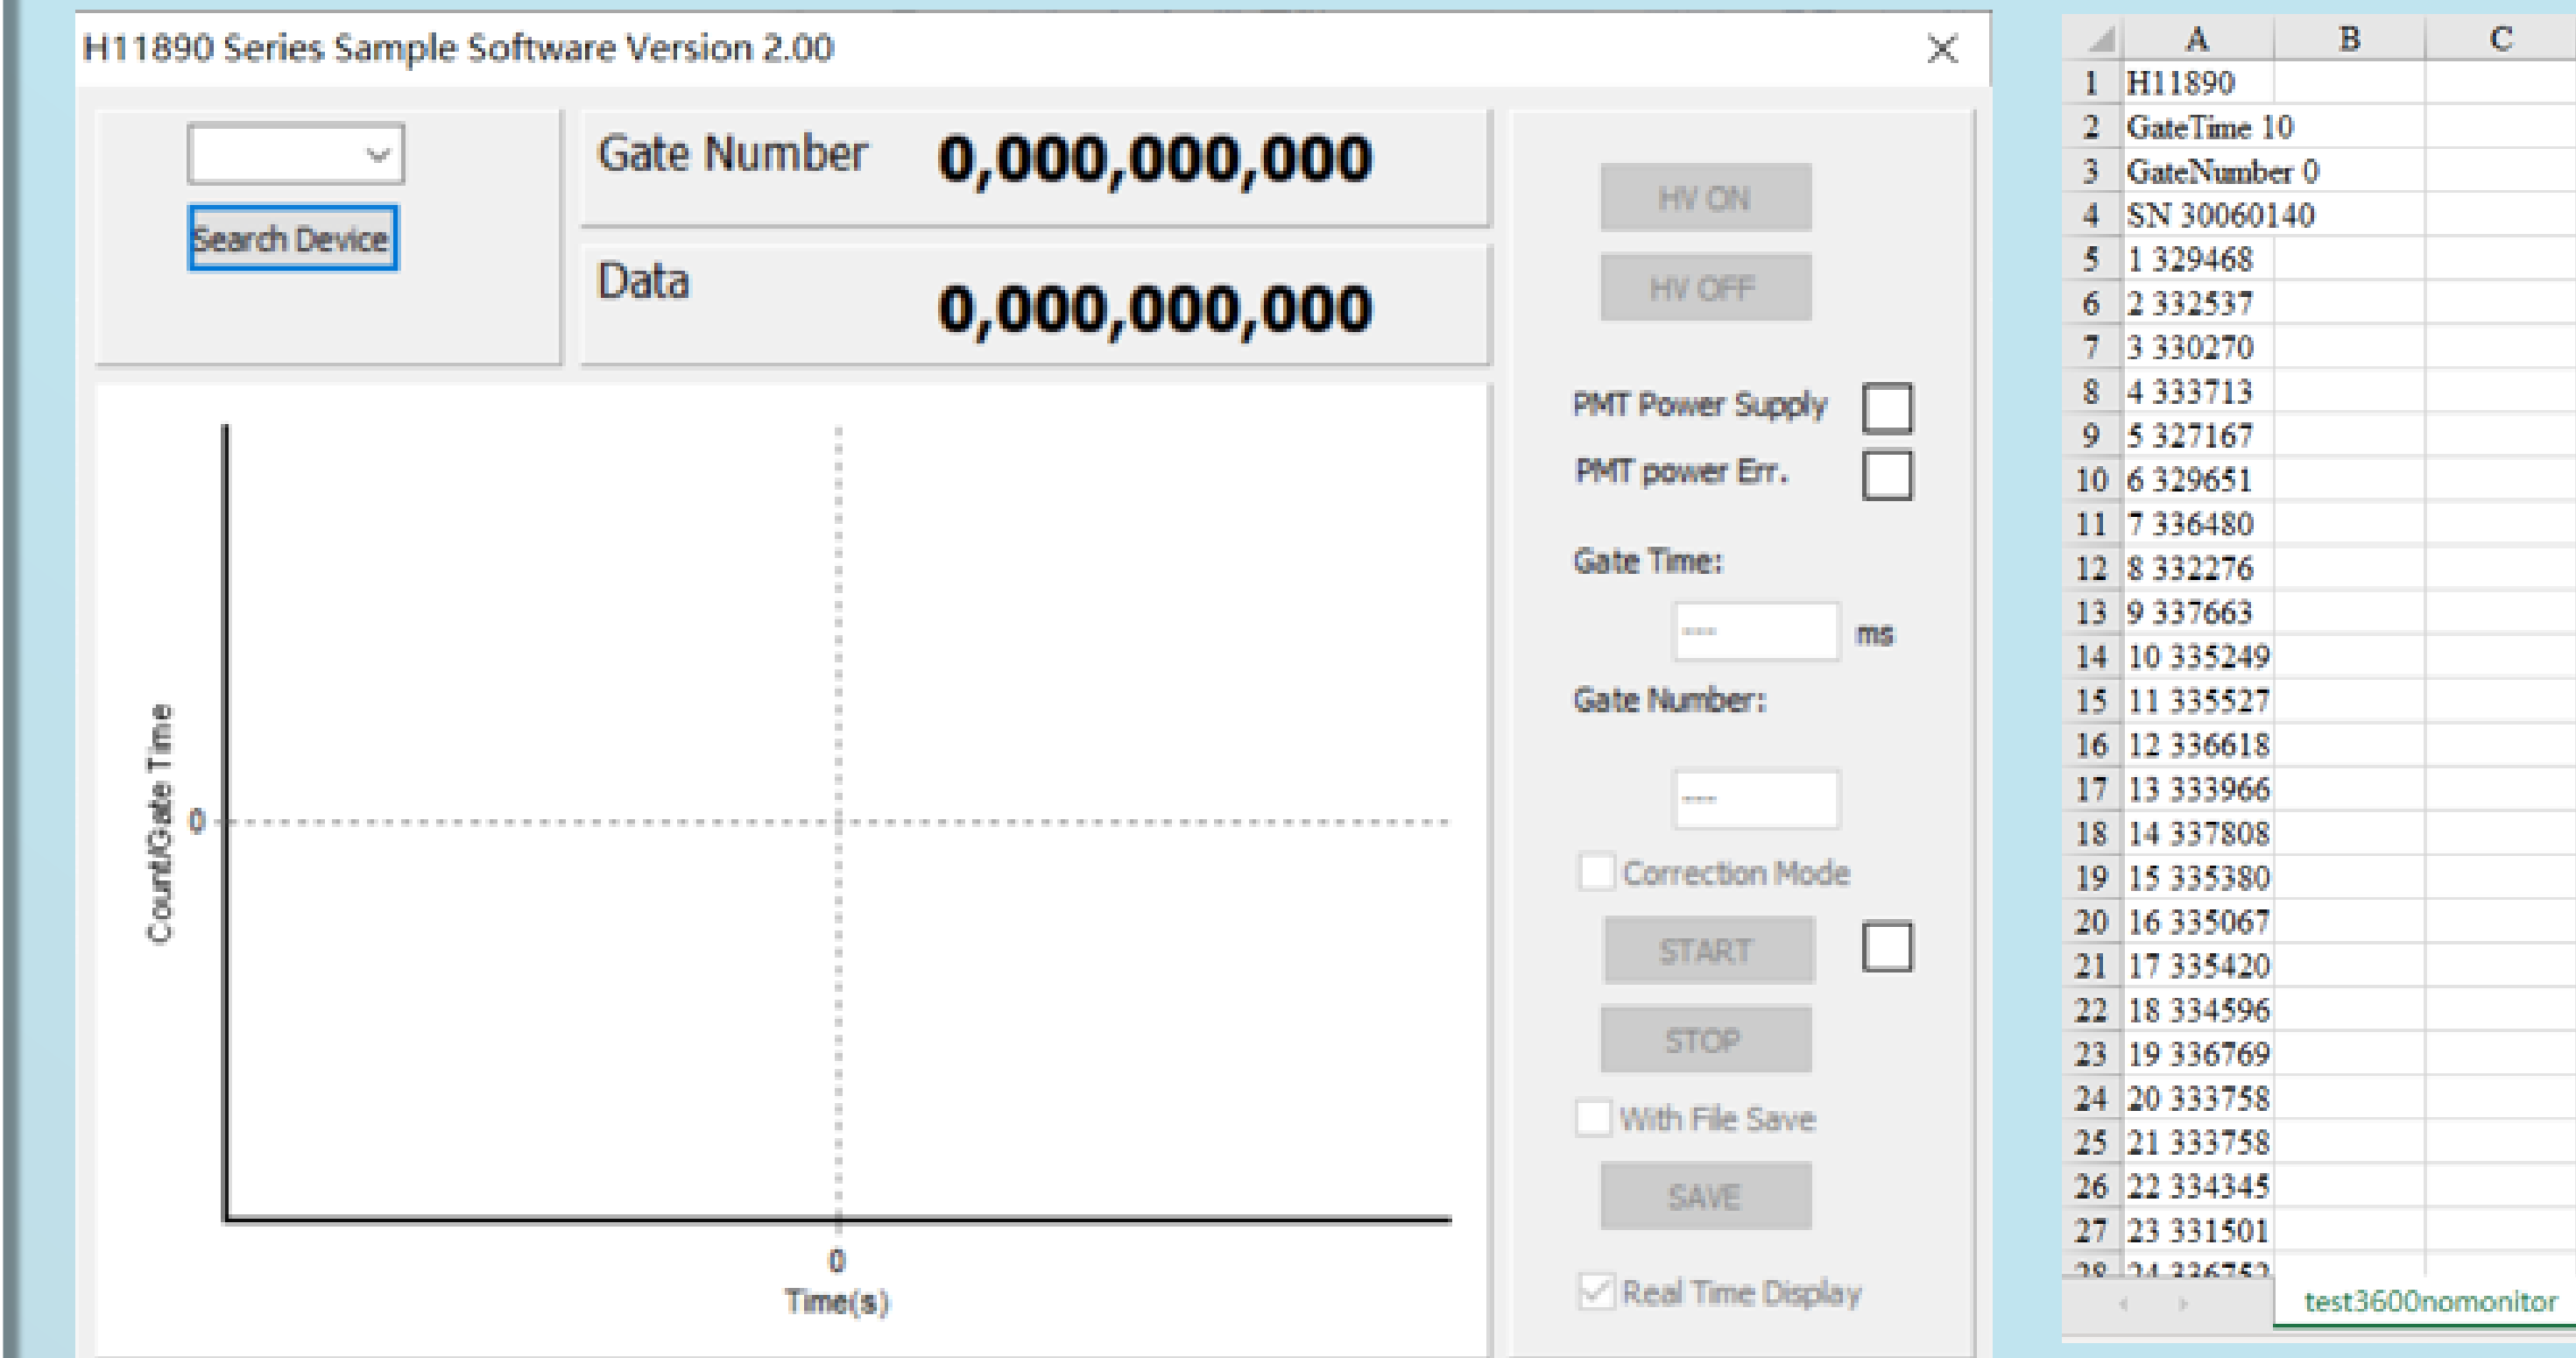 H11890 Series Sample Software Version 2.00
Search Device
Gate Number 0,000,000,000
Data 0,000,000,000
Count/Gate Time
0
0
Time(s)
HV ON
HV OFF
PMT Power Supply
PMT power Err.
Gate Time:
--- ms
Gate Number:
---
Correction Mode
START
STOP
With File Save
SAVE
Real Time Display
A B C
1 H11890
2 GateTime 10
3 GateNumber 0
4 SN 30060140
5 1 329468
6 2 332537
7 3 330270
8 4 333713
9 5 327167
10 6 329651
11 7 336480
12 8 332276
13 9 337663
14 10 335249
15 11 335527
16 12 336618
17 13 333966
18 14 337808
19 15 335380
20 16 335067
21 17 335420
22 18 334596
23 19 336769
24 20 333758
25 21 333758
26 22 334345
27 23 331501
28 24 336752
test3600nomonitor